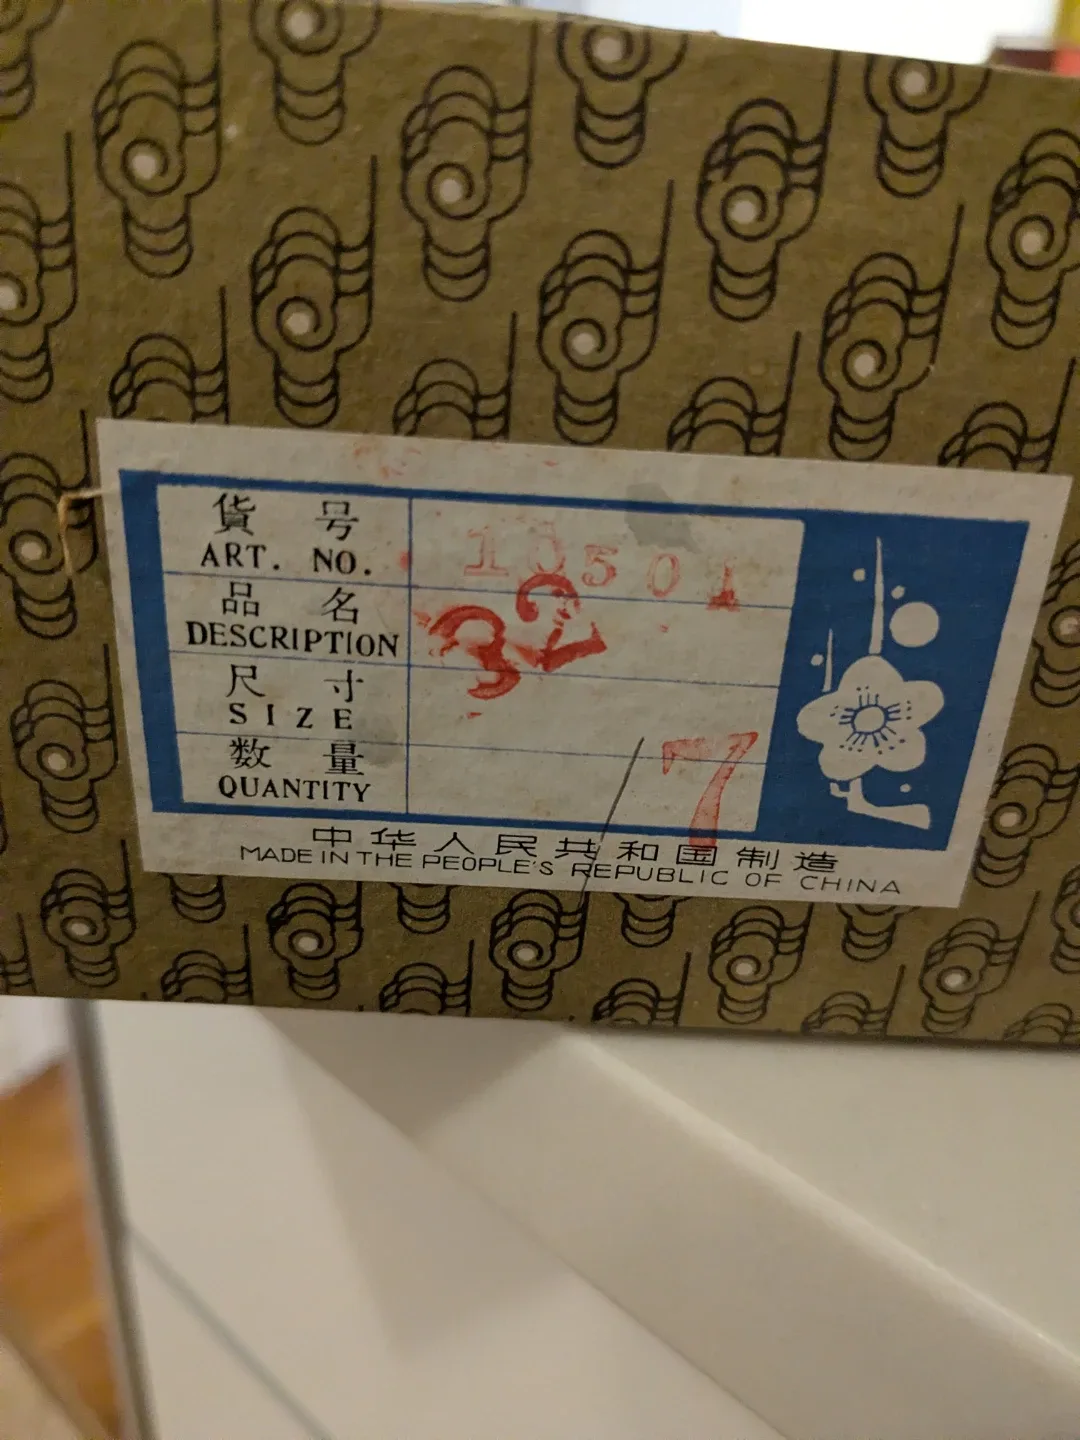 貨 号
ART. NO. 10501
品 名
DESCRIPTION 32
尺 寸
SIZE
数 量
QUANTITY 7
中华人民共和国制造
MADE IN THE PEOPLE'S REPUBLIC OF CHINA